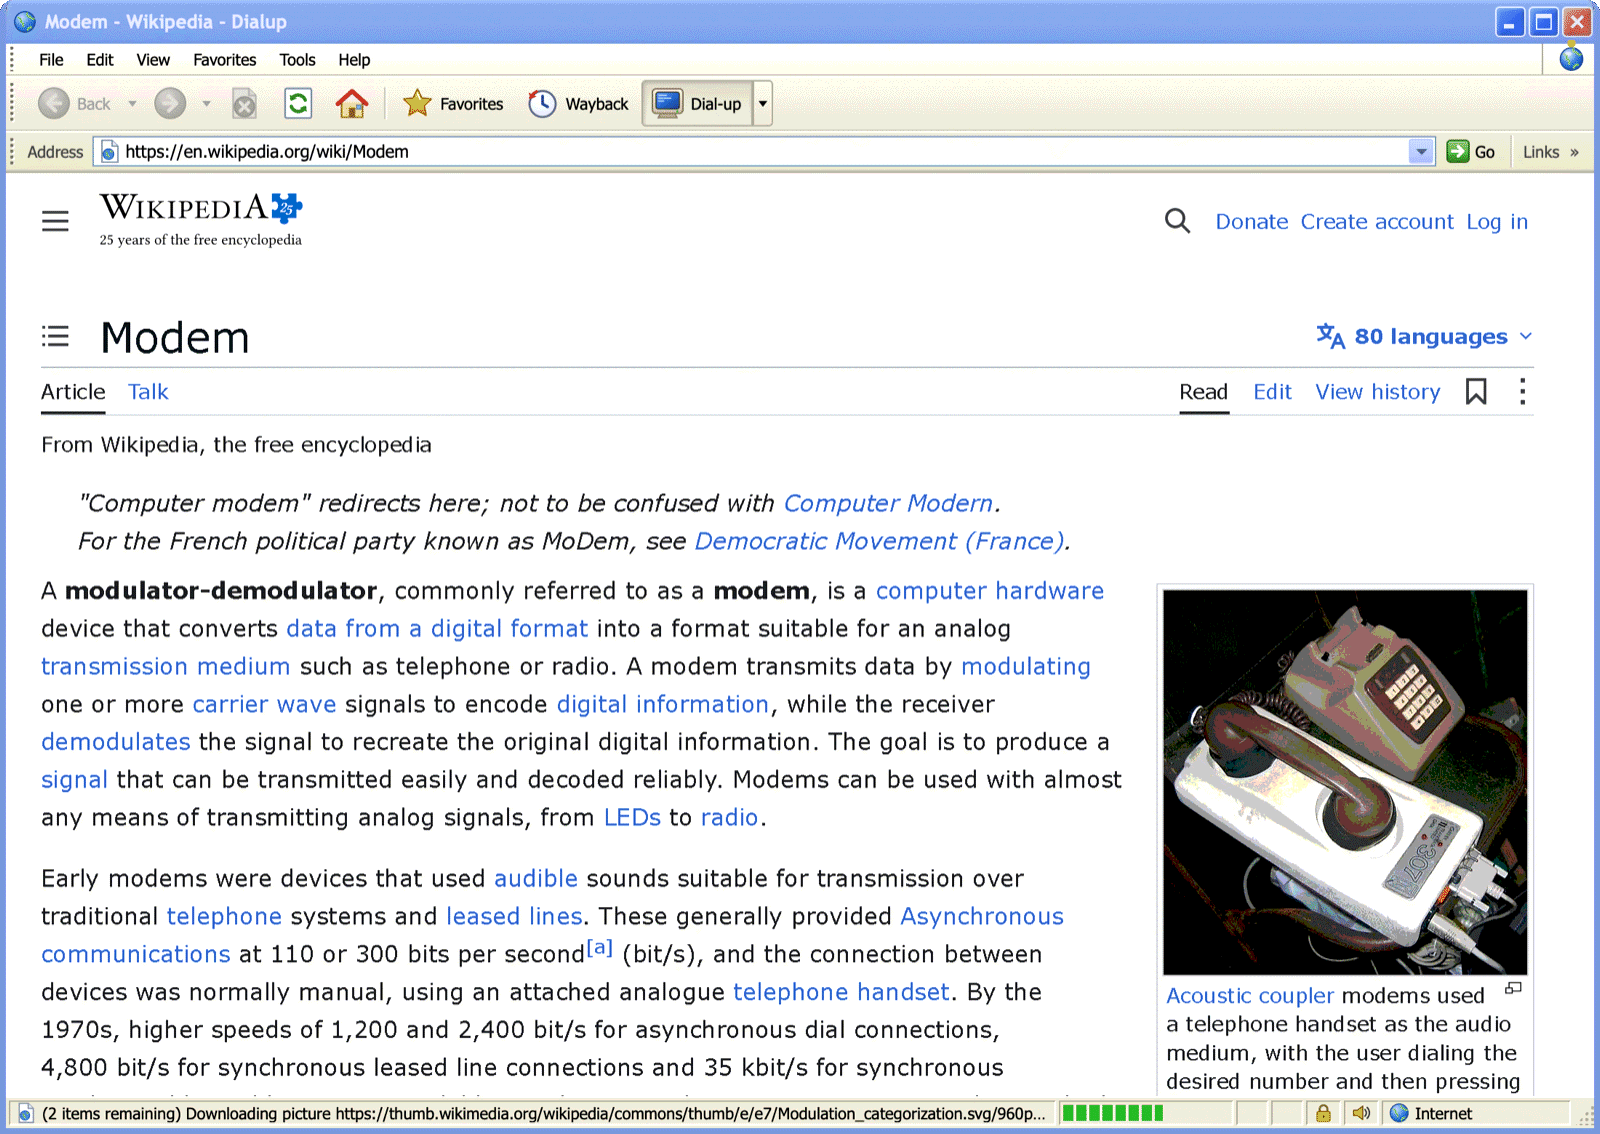 Modem - Wikipedia - Dialup
File Edit View Favorites Tools Help
Back Favorites Wayback Dial-up
Address https://en.wikipedia.org/wiki/Modem Go Links »
WIKIPEDIA 25
25 years of the free encyclopedia
Donate Create account Log in
Modem
80 languages
Article Talk Read Edit View history
From Wikipedia, the free encyclopedia
"Computer modem" redirects here; not to be confused with Computer Modern.
For the French political party known as MoDem, see Democratic Movement (France).
A modulator-demodulator, commonly referred to as a modem, is a computer hardware
device that converts data from a digital format into a format suitable for an analog
transmission medium such as telephone or radio. A modem transmits data by modulating
one or more carrier wave signals to encode digital information, while the receiver
demodulates the signal to recreate the original digital information. The goal is to produce a
signal that can be transmitted easily and decoded reliably. Modems can be used with almost
any means of transmitting analog signals, from LEDs to radio.
Early modems were devices that used audible sounds suitable for transmission over
traditional telephone systems and leased lines. These generally provided Asynchronous
communications at 110 or 300 bits per second[a] (bit/s), and the connection between
devices was normally manual, using an attached analogue telephone handset. By the
1970s, higher speeds of 1,200 and 2,400 bit/s for asynchronous dial connections,
4,800 bit/s for synchronous leased line connections and 35 kbit/s for synchronous
Acoustic coupler modems used
a telephone handset as the audio
medium, with the user dialing the
desired number and then pressing
(2 items remaining) Downloading picture https://thumb.wikimedia.org/wikipedia/commons/thumb/e/e7/Modulation_categorization.svg/960p... Internet